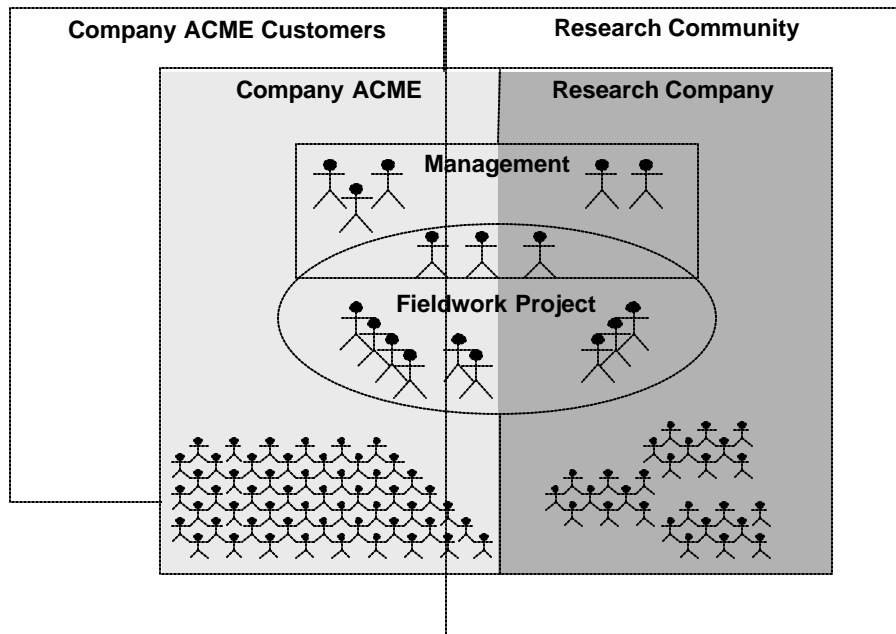 Company ACME Customers
Research Community
Company ACME
Research Company
Management
Fieldwork Project